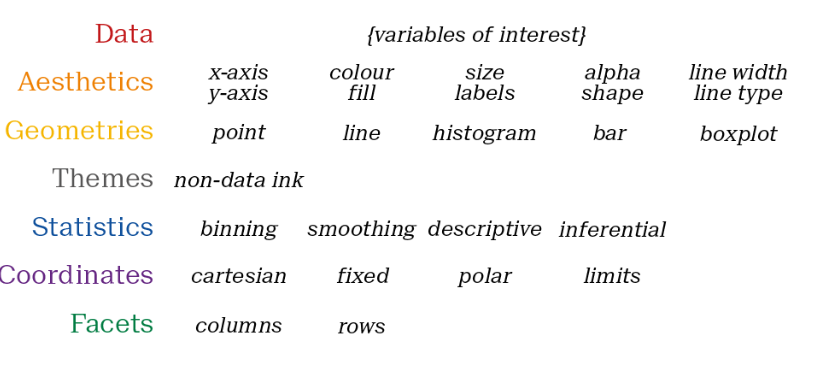 Data {variables of interest}
Aesthetics x-axis colour size alpha line width
y-axis fill labels shape line type
Geometries point line histogram bar boxplot
Themes non-data ink
Statistics binning smoothing descriptive inferential
Coordinates cartesian fixed polar limits
Facets columns rows